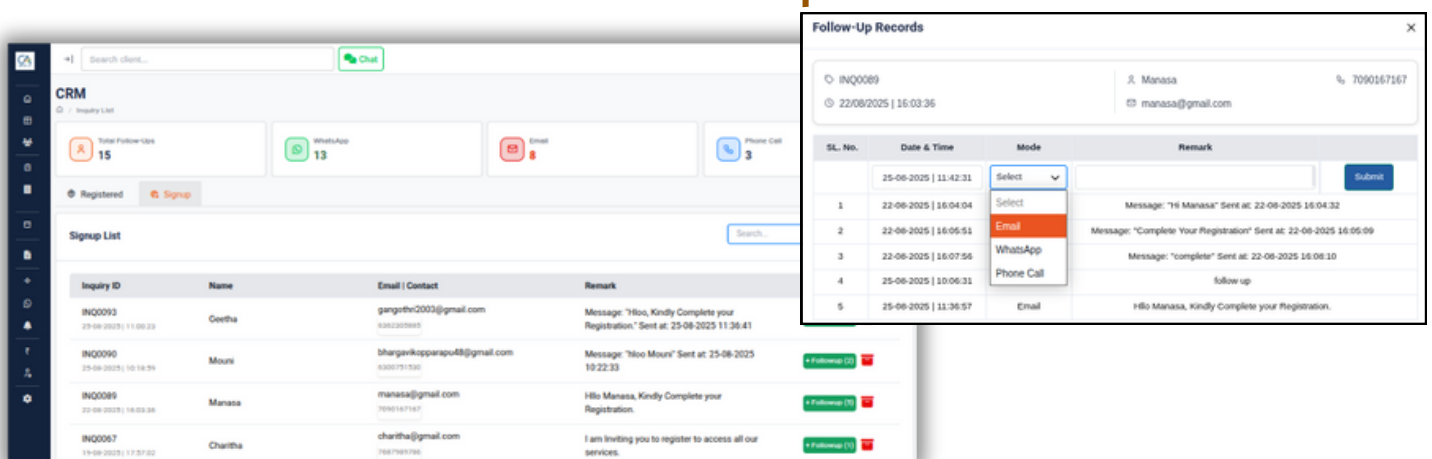 CA
Search client...
Chat
CRM
/ Inquiry List
Total Follow-Ups
15
WhatsApp
13
Email
8
Phone Call
3
Registered
Signup
Signup List
Search...
Inquiry ID Name Email | Contact Remark
INQ0093 Geetha gangothri2003@gmail.com Message: "Hloo, Kindly Complete your
25-08-2025 | 11:00:23 Registration." Sent at: 25-08-2025 11:36:41
INQ0090 Mouni bhargavikopparapu48@gmail.com Message: "hloo Mouni" Sent at: 25-08-2025
25-08-2025 | 10:18:59 6300751530 10:22:33
+ Followup (2)
INQ0089 Manasa manasa@gmail.com Hllo Manasa, Kindly Complete your
22-08-2025 | 16:03:36 7090167167 Registration.
+ Followup (5)
INQ0067 Charitha charitha@gmail.com I am Inviting you to register to access all our
19-08-2025 | 17:57:02 services.
+ Followup (1)
Follow-Up Records
INQ0089 Manasa 7090167167
22/08/2025 | 16:03:36 manasa@gmail.com
SL. No. Date & Time Mode Remark
25-08-2025 | 11:42:31 Select Submit
Select
Email
WhatsApp
Phone Call
1 22-08-2025 | 16:04:04 Message: "Hi Manasa" Sent at: 22-08-2025 16:04:32
2 22-08-2025 | 16:05:51 Message: "Complete Your Registration" Sent at: 22-08-2025 16:05:09
3 22-08-2025 | 16:07:56 Message: "complete" Sent at: 22-08-2025 16:08:10
4 25-08-2025 | 10:06:31 follow up
5 25-08-2025 | 11:36:57 Email Hllo Manasa, Kindly Complete your Registration.